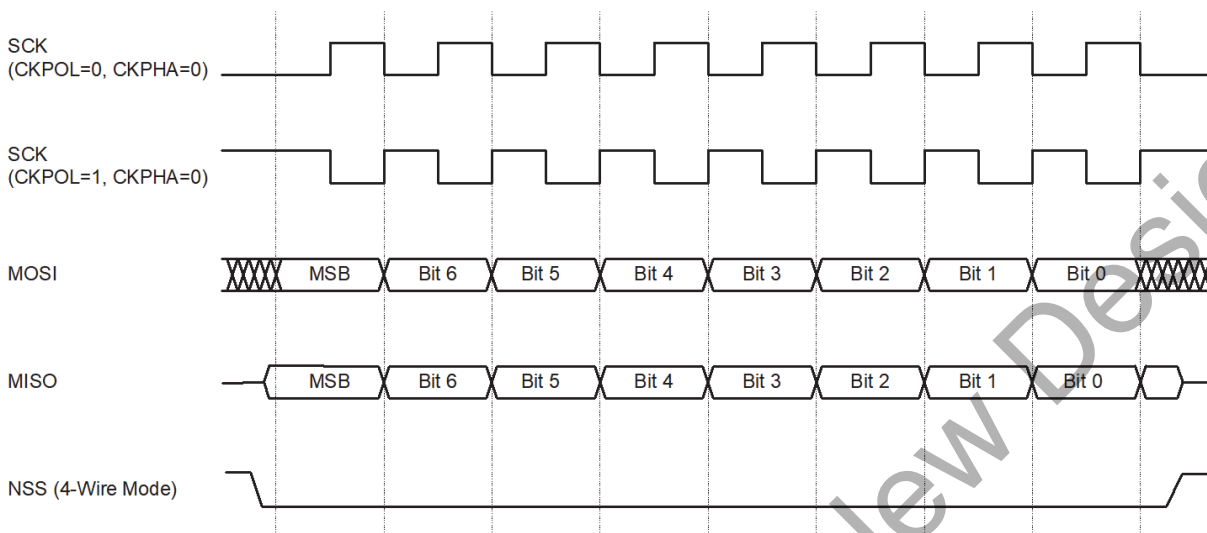 SCK
(CKPOL=0, CKPHA=0)
SCK
(CKPOL=1, CKPHA=0)
MOSI
MSB Bit 6 Bit 5 Bit 4 Bit 3 Bit 2 Bit 1 Bit 0
MISO
MSB Bit 6 Bit 5 Bit 4 Bit 3 Bit 2 Bit 1 Bit 0
NSS (4-Wire Mode)